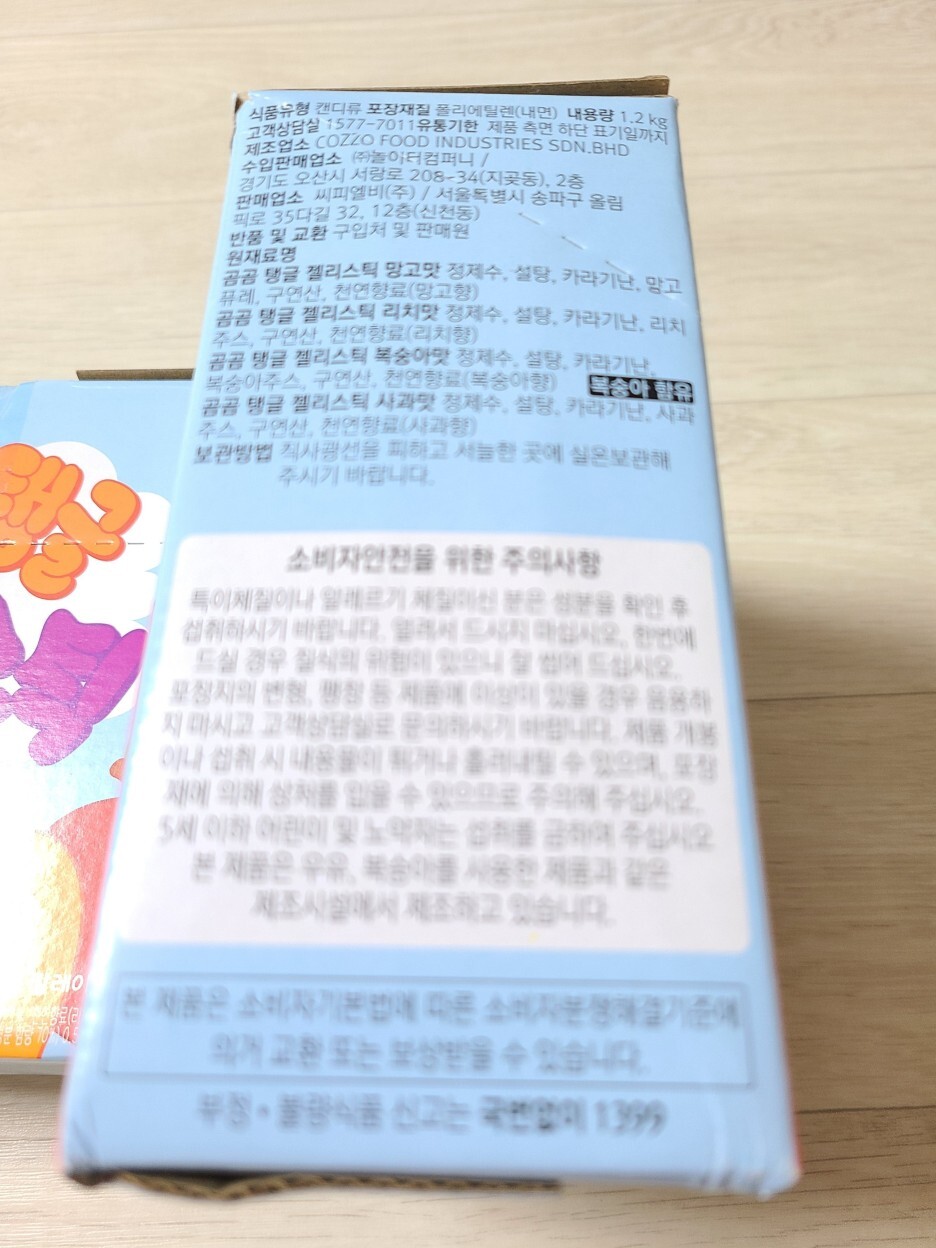 식품유형 캔디류 포장재질 폴리에틸렌(내면) 내용량 1.2 kg
고객상담실 1577-7011 유통기한 제품 측면 하단 표기일까지
제조업소 COZZO FOOD INDUSTRIES SDN.BHD
수입판매업소 ㈜놀이터컴퍼니 /
경기도 오산시 서랑로 208-34(지곶동), 2층
판매업소 씨피엘비(주) / 서울특별시 송파구 올림
픽로 35다길 32, 12층(신천동)
반품 및 교환 구입처 및 판매원
원재료명
곰곰 탱글 젤리스틱 망고맛 정제수, 설탕, 카라기난, 망고
퓨레, 구연산, 천연향료(망고향)
곰곰 탱글 젤리스틱 리치맛 정제수, 설탕, 카라기난, 리치
주스, 구연산, 천연향료(리치향)
곰곰 탱글 젤리스틱 복숭아맛 정제수, 설탕, 카라기난,
복숭아주스, 구연산, 천연향료(복숭아향) 복숭아 함유
곰곰 탱글 젤리스틱 사과맛 정제수, 설탕, 카라기난, 사과
주스, 구연산, 천연향료(사과향)
보관방법 직사광선을 피하고 서늘한 곳에 실온보관해
주시기 바랍니다.
소비자안전을 위한 주의사항
특이체질이나 알레르기 체질이신 분은 성분을 확인 후
섭취하시기 바랍니다. 얼려서 드시지 마십시오, 한번에
드실 경우 질식의 위험이 있으니 잘 씹어 드십시오.
포장지의 변형, 팽창 등 제품에 이상이 있을 경우 음용하
지 마시고 고객상담실로 문의하시기 바랍니다. 제품 개봉
이나 섭취 시 내용물이 튀거나 흘러내릴 수 있으며, 포장
재에 의해 상처를 입을 수 있으므로 주의해 주십시오.
5세 이하 어린이 및 노약자는 섭취를 금하여 주십시오
본 제품은 우유, 복숭아를 사용한 제품과 같은
제조시설에서 제조하고 있습니다.
본 제품은 소비자기본법에 따른 소비자분쟁해결기준에
의거 교환 또는 보상받을 수 있습니다.
부정 • 불량식품 신고는 국번없이 1399
탱글